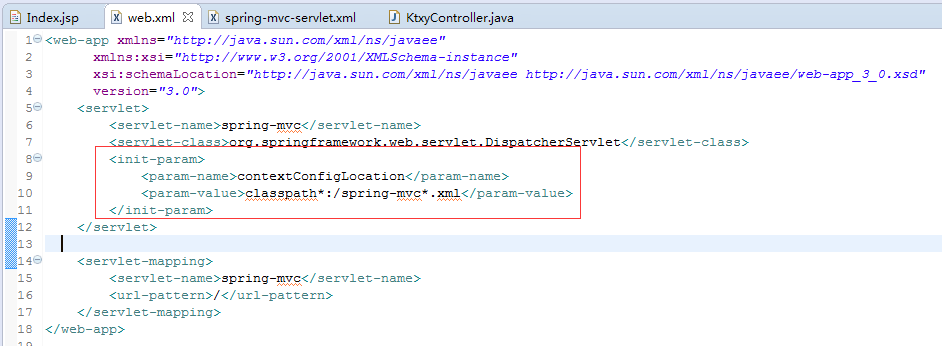 Index.jsp web.xml spring-mvc-servlet.xml KtxyController.java
1 <web-app xmlns="http://java.sun.com/xml/ns/javaee"
2 xmlns:xsi="http://www.w3.org/2001/XMLSchema-instance"
3 xsi:schemaLocation="http://java.sun.com/xml/ns/javaee http://java.sun.com/xml/ns/javaee/web-app_3_0.xsd"
4 version="3.0">
5 <servlet>
6 <servlet-name>spring-mvc</servlet-name>
7 <servlet-class>org.springframework.web.servlet.DispatcherServlet</servlet-class>
8 <init-param>
9 <param-name>contextConfigLocation</param-name>
10 <param-value>classpath*:/spring-mvc*.xml</param-value>
11 </init-param>
12 </servlet>
13
14 <servlet-mapping>
15 <servlet-name>spring-mvc</servlet-name>
16 <url-pattern>/</url-pattern>
17 </servlet-mapping>
18 </web-app>
19